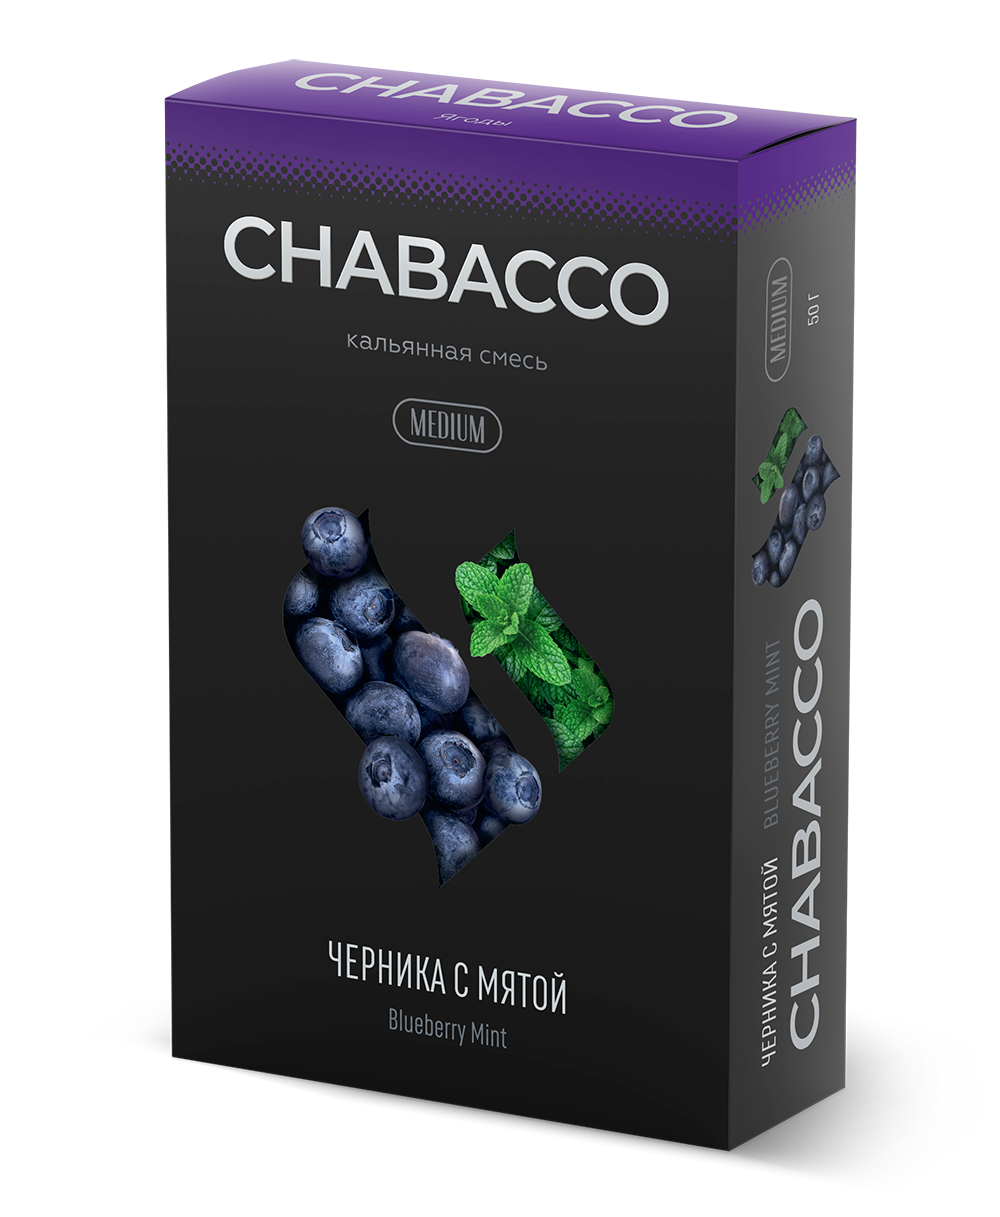 CHABACCO
Ягоды
CHABACCO
кальянная смесь
MEDIUM
ЧЕРНИКА С МЯТОЙ
Blueberry Mint
MEDIUM
50 Г
ЧЕРНИКА С МЯТОЙ BLUEBERRY MINT
CHABACCO